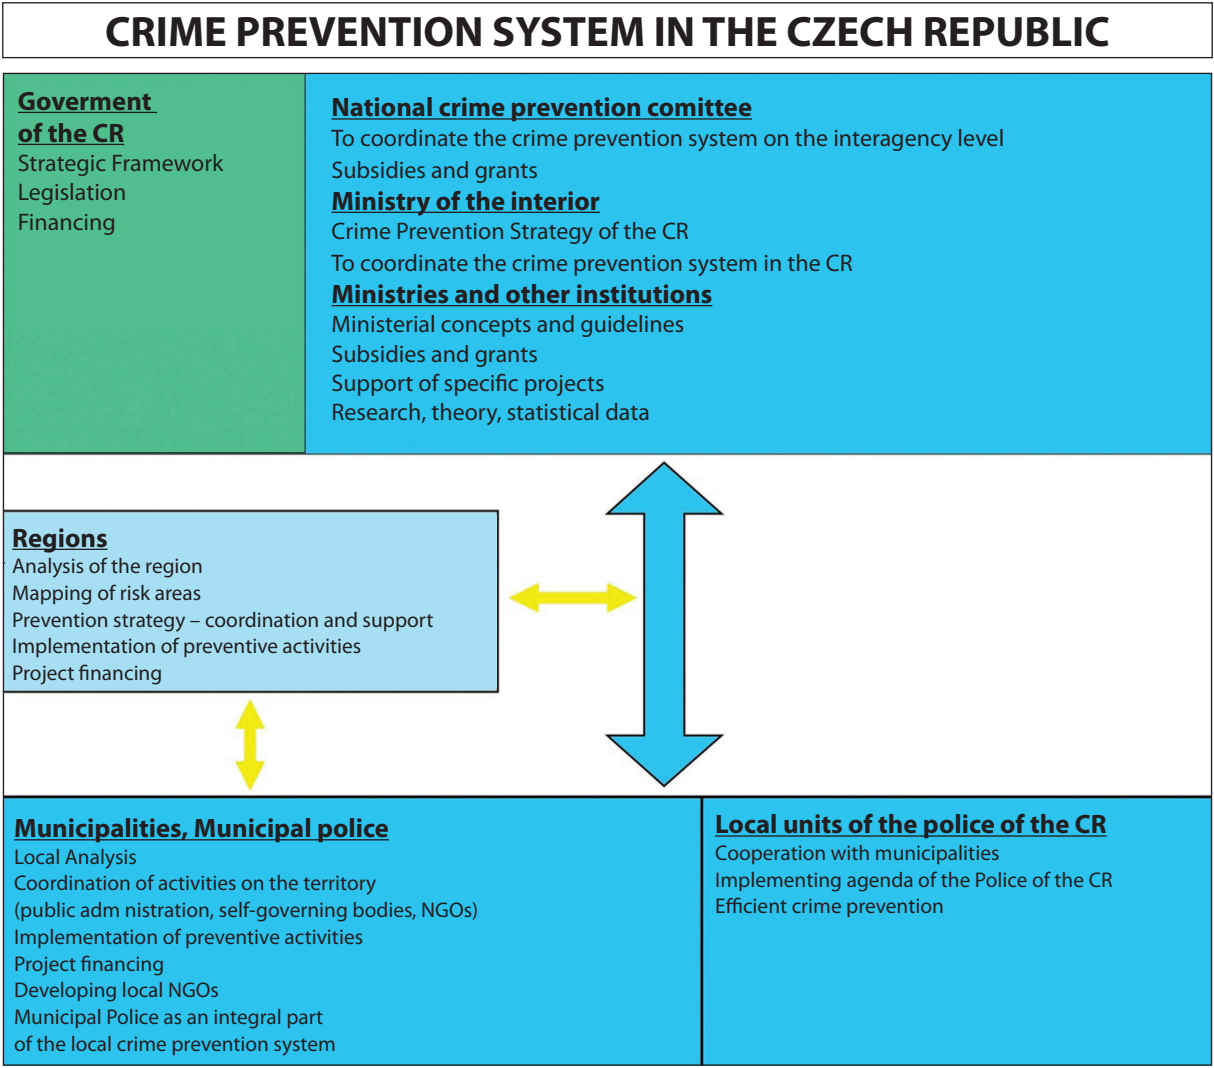 CRIME PREVENTION SYSTEM IN THE CZECH REPUBLIC
Goverment
of the CR
Strategic Framework
Legislation
Financing
National crime prevention comittee
To coordinate the crime prevention system on the interagency level
Subsidies and grants
Ministry of the interior
Crime Prevention Strategy of the CR
To coordinate the crime prevention system in the CR
Ministries and other institutions
Ministerial concepts and guidelines
Subsidies and grants
Support of specific projects
Research, theory, statistical data
Regions
Analysis of the region
Mapping of risk areas
Prevention strategy – coordination and support
Implementation of preventive activities
Project financing
Municipalities, Municipal police
Local Analysis
Coordination of activities on the territory
(public adm nistration, self-governing bodies, NGOs)
Implementation of preventive activities
Project financing
Developing local NGOs
Municipal Police as an integral part
of the local crime prevention system
Local units of the police of the CR
Cooperation with municipalities
Implementing agenda of the Police of the CR
Efficient crime prevention